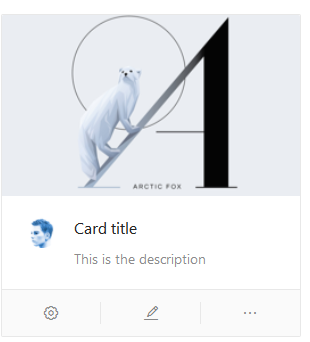 A
ARCTIC FOX
Card title
This is the description